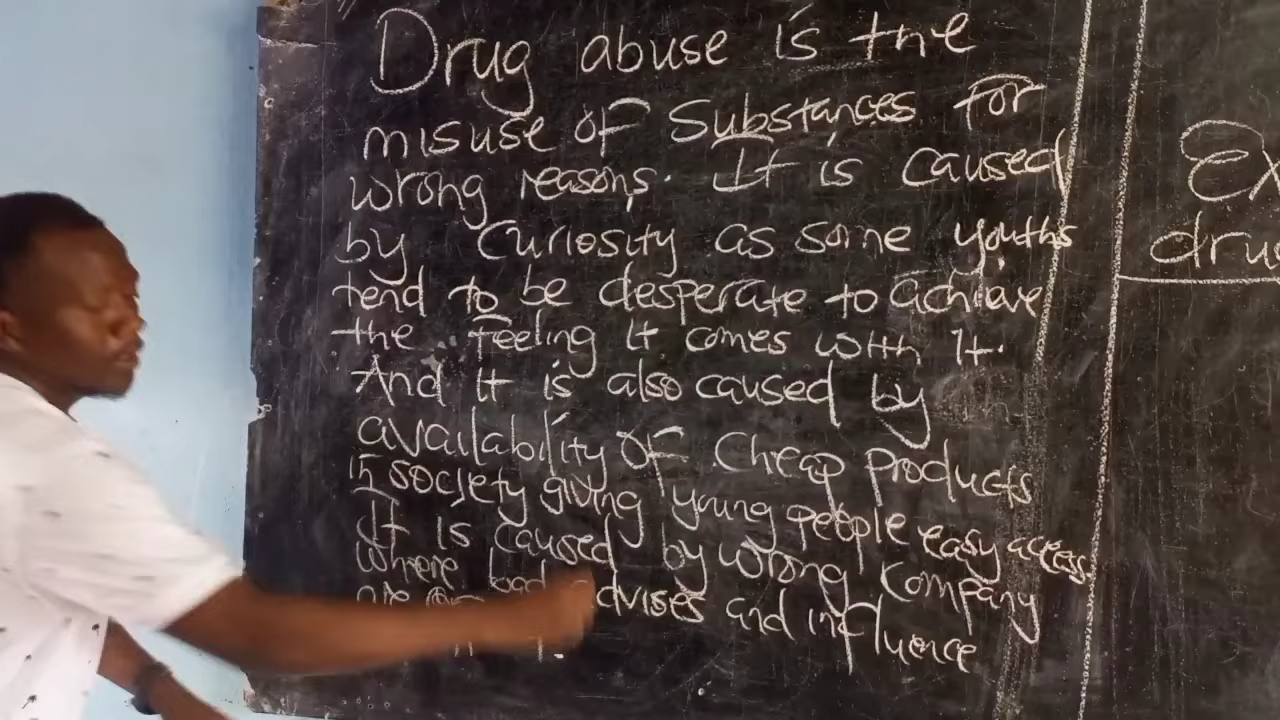 Drug abuse is the
misuse of Substances for
wrong reasons. It is caused
by Curiosity as some youths
tend to be desperate to achieve
the feeling it comes with it.
And it is also caused by
availability of Cheap Products
in society giving young people easy access
It is caused by wrong Company
where bad advises and influence
Ex
dru